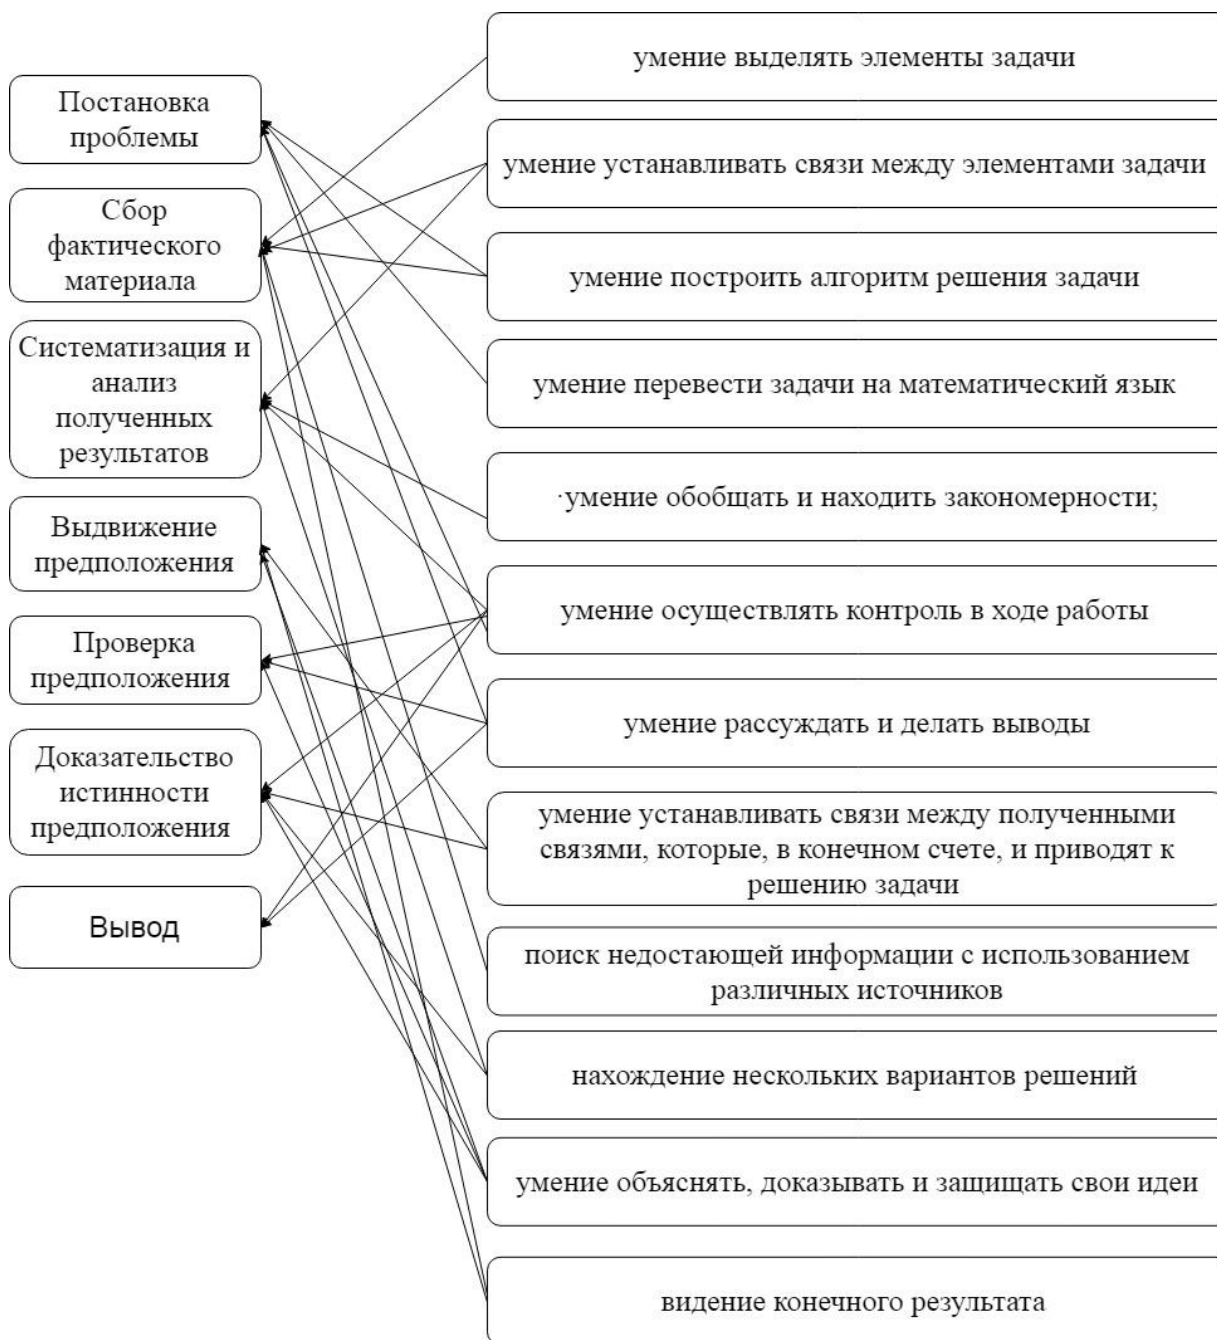 Постановка
проблемы
Сбор
фактического
материала
Систематизация и
анализ
полученных
результатов
Выдвижение
предположения
Проверка
предположения
Доказательство
истинности
предположения
Вывод
умение выделять элементы задачи
умение устанавливать связи между элементами задачи
умение построить алгоритм решения задачи
умение перевести задачи на математический язык
·умение обобщать и находить закономерности;
умение осуществлять контроль в ходе работы
умение рассуждать и делать выводы
умение устанавливать связи между полученными
связями, которые, в конечном счете, и приводят к
решению задачи
поиск недостающей информации с использованием
различных источников
нахождение нескольких вариантов решений
умение объяснять, доказывать и защищать свои идеи
видение конечного результата